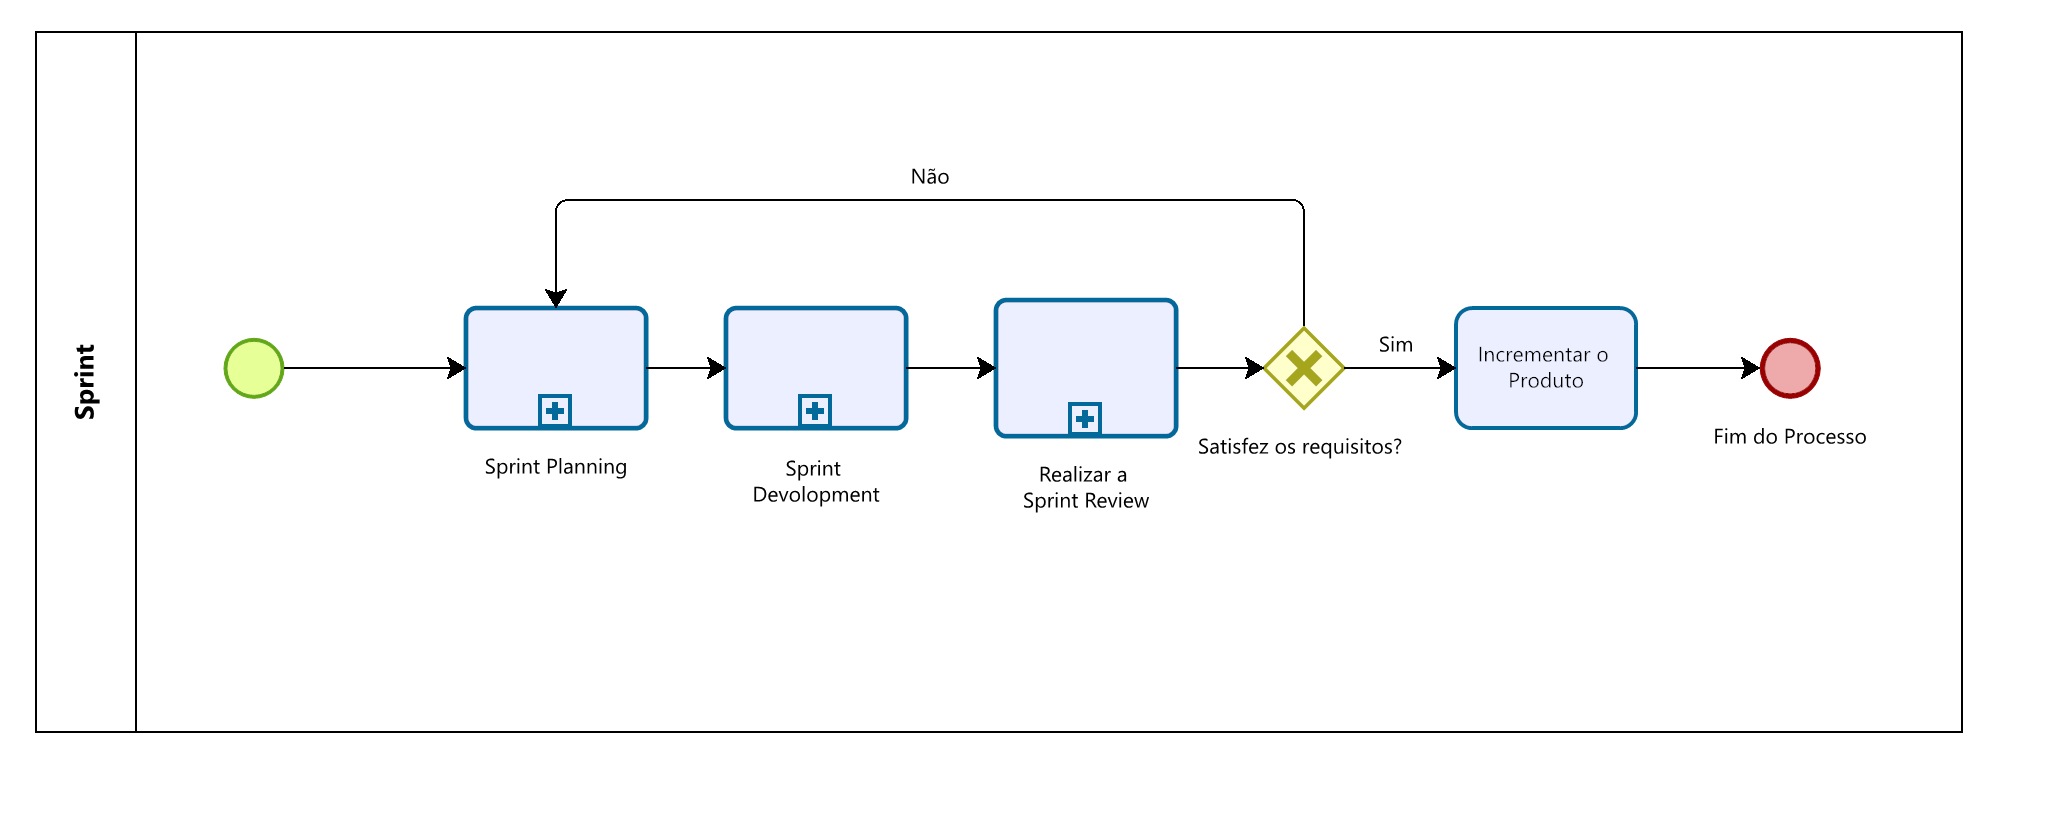 Sprint
Não
Sprint Planning
Sprint
Devolopment
Realizar a
Sprint Review
Satisfez os requisitos?
Sim
Incrementar o
Produto
Fim do Processo